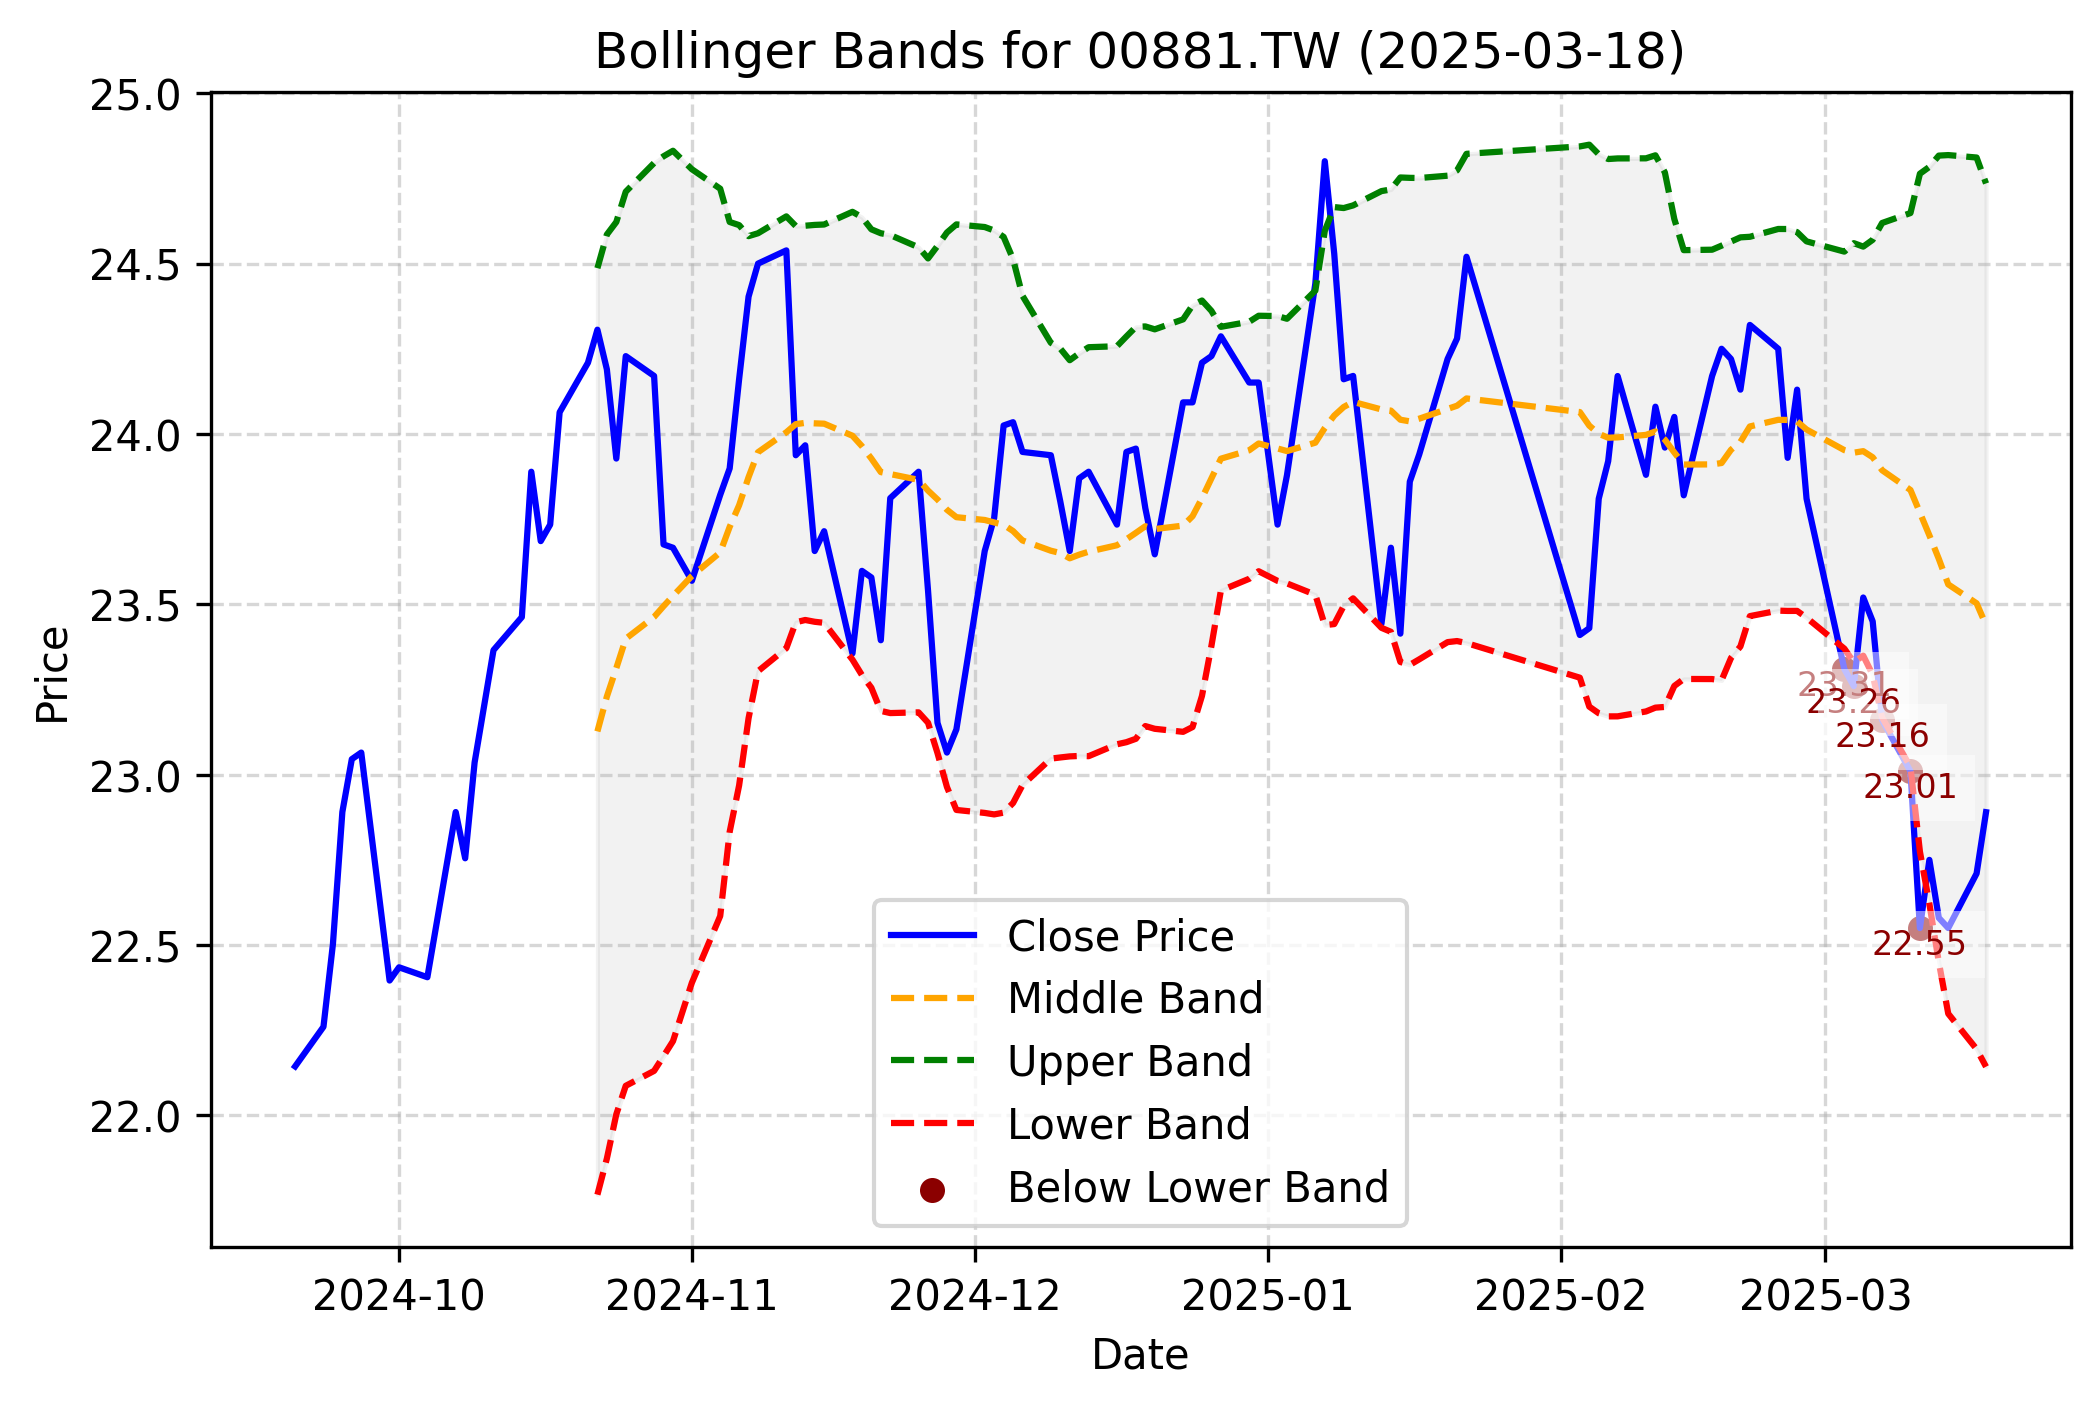 Bollinger Bands for 00881.TW (2025-03-18)
Price
25.0
24.5
24.0
23.5
23.0
22.5
22.0
23.31
23.26
23.16
23.01
22.55
Close Price
Middle Band
Upper Band
Lower Band
Below Lower Band
2024-10
2024-11
2024-12
2025-01
2025-02
2025-03
Date